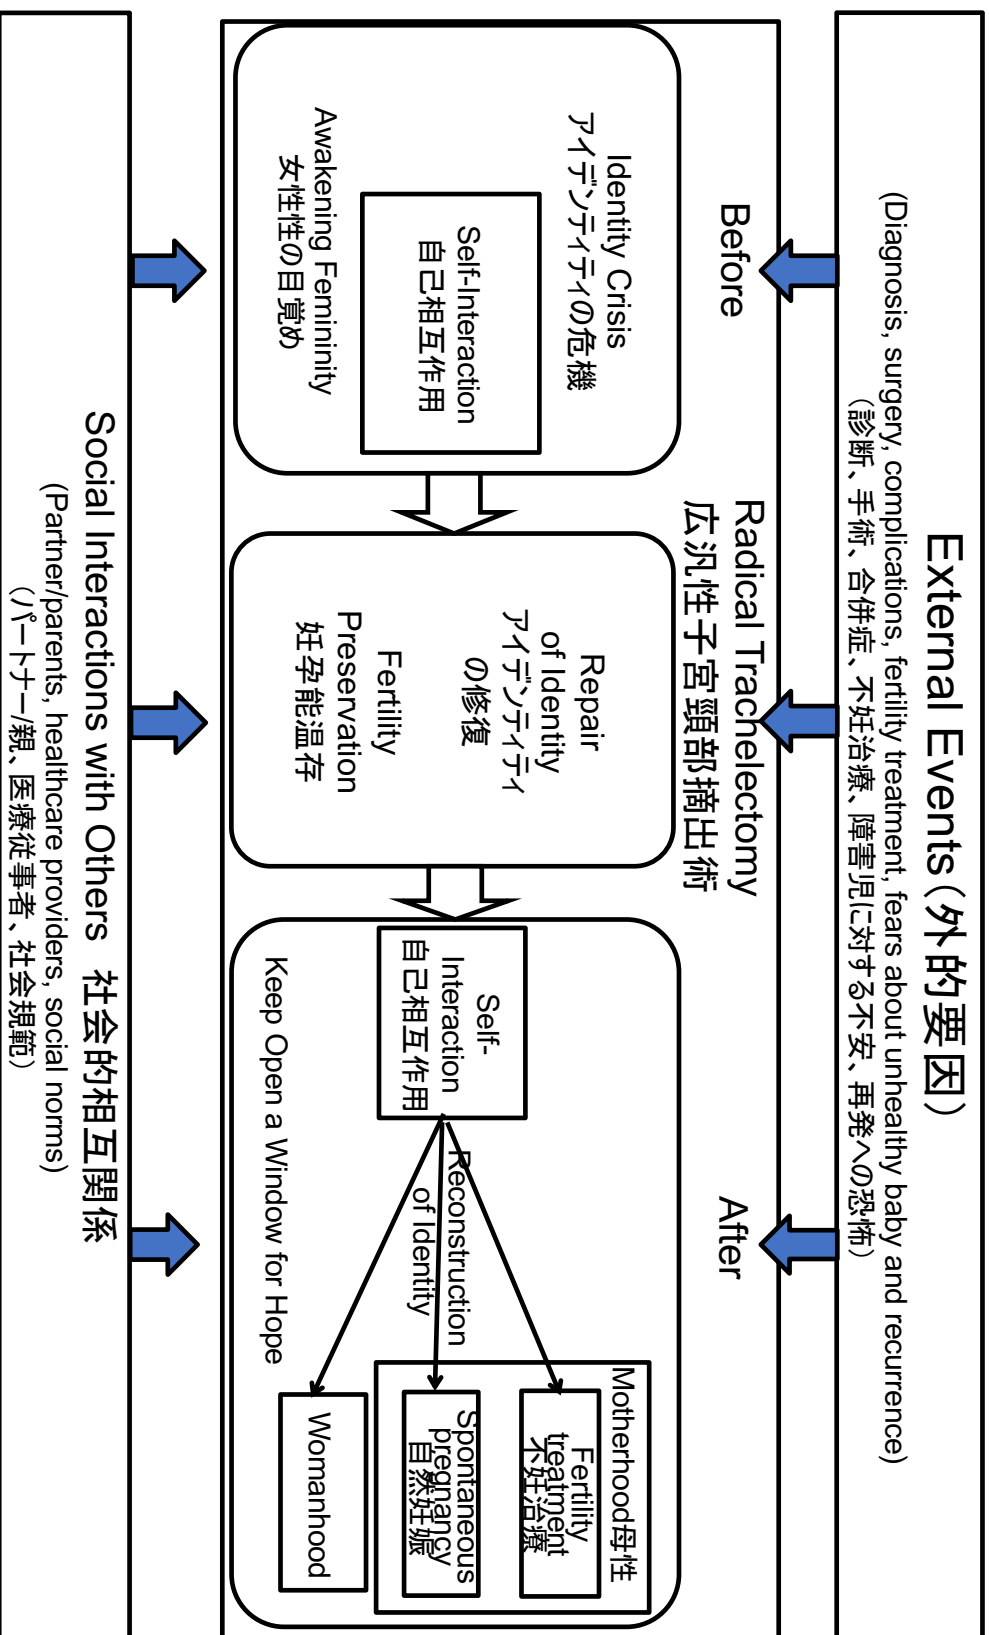 External Events（外的要因）
(Diagnosis, surgery, complications, fertility treatment, fears about unhealthy baby and recurrence)
（診断、手術、合併症、不妊治療、障害児に対する不安、再発への恐怖）
Before
Radical Trachelectomy
広汎性子宮頸部摘出術
After
Identity Crisis
アイデンティティの危機
Self-Interaction
自己相互作用
Awakening Femininity
女性性の目覚め
Repair
of Identity
アイデンティティ
の修復
Fertility
Preservation
妊孕能温存
Self-
Interaction
自己相互作用
Reconstruction
of Identity
Keep Open a Window for Hope
Motherhood母性
Fertility
treatment
不妊治療
Spontaneous
pregnancy
自然妊娠
Womanhood
Social Interactions with Others　社会的相互関係
(Partner/parents, healthcare providers, social norms)
（パートナー/親、医療従事者、社会規範）